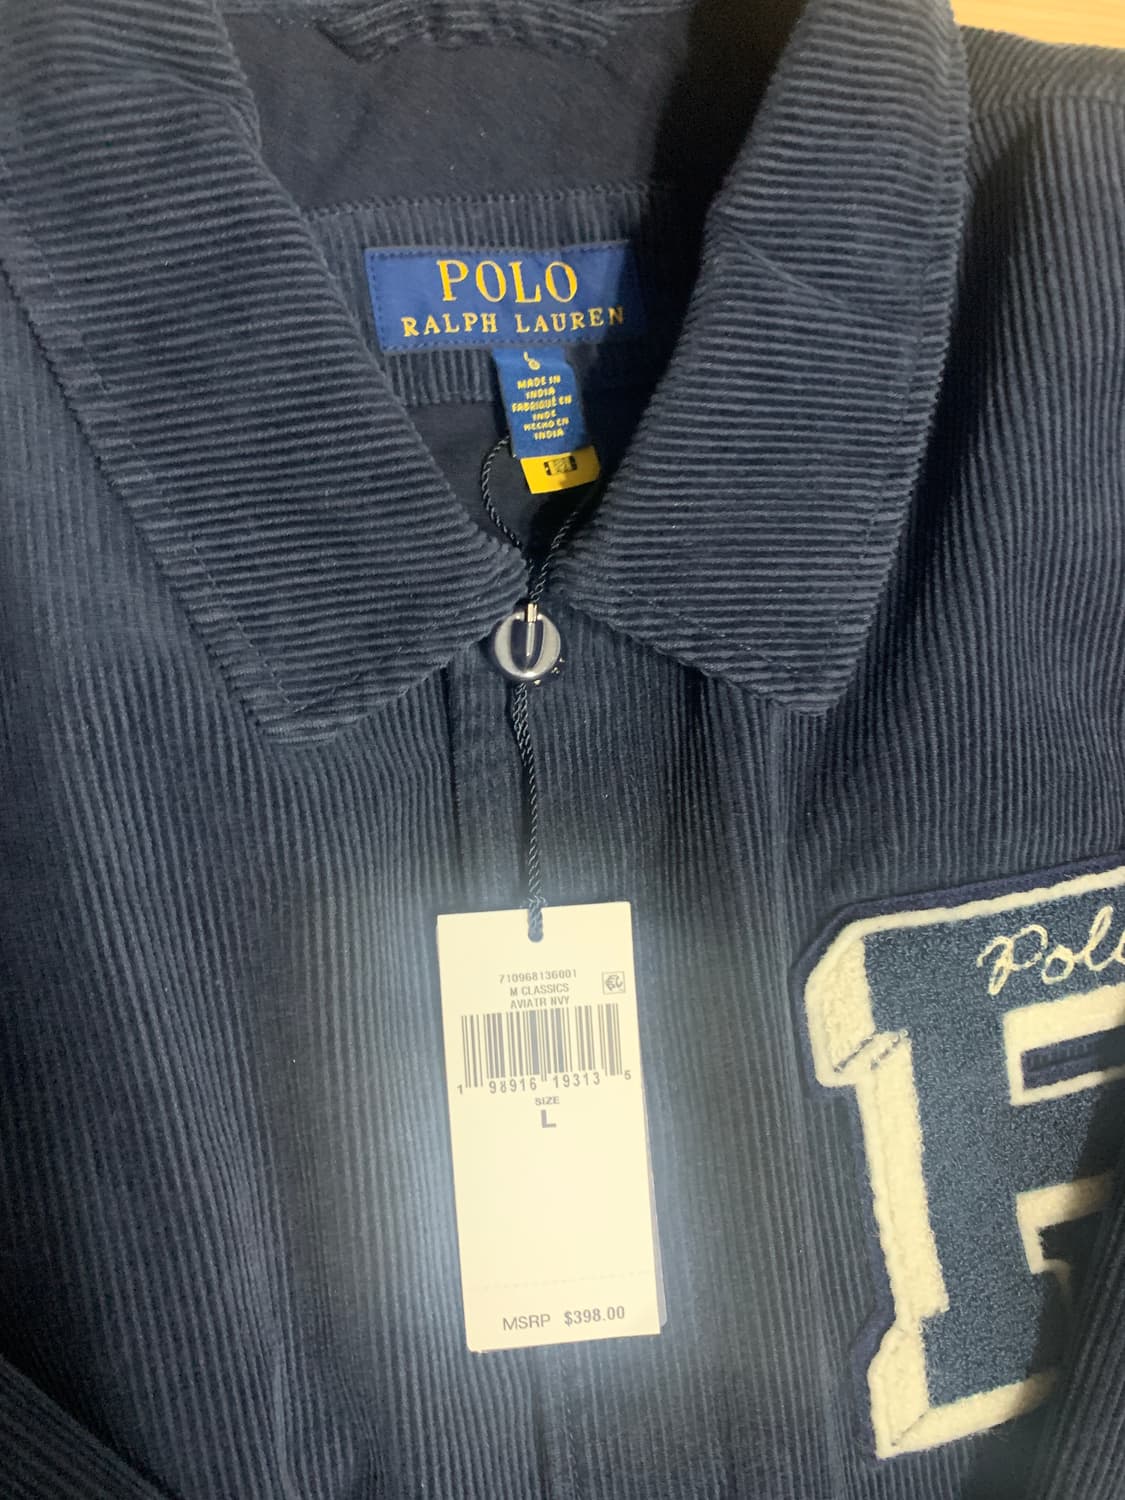 POLO
RALPH LAUREN
L
MADE IN
INDIA
FABRIQUÉ EN
INDE
HECHO EN
INDIA
710968136001
M CLASSICS
AVIATR NVY
1 98916 19313 5
SIZE
L
MSRP $398.00
Polo